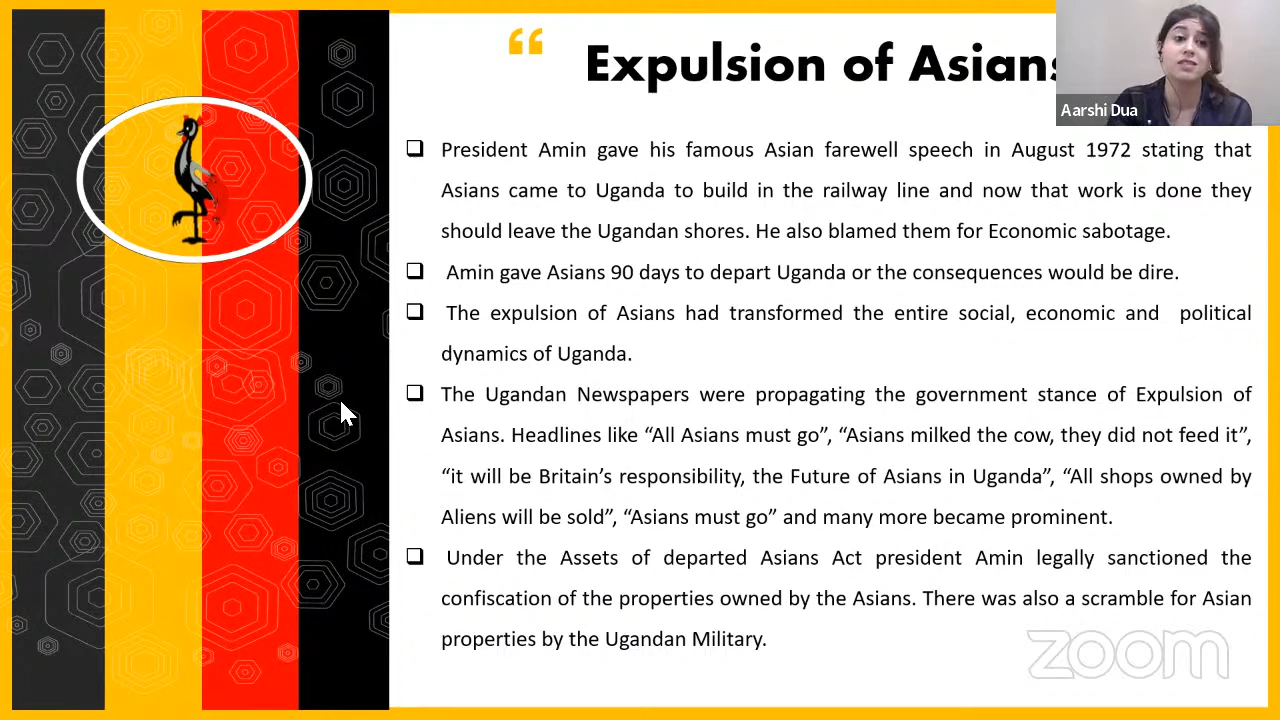 “ Expulsion of Asians
Aarshi Dua
❑ President Amin gave his famous Asian farewell speech in August 1972 stating that
Asians came to Uganda to build in the railway line and now that work is done they
should leave the Ugandan shores. He also blamed them for Economic sabotage.
❑ Amin gave Asians 90 days to depart Uganda or the consequences would be dire.
❑ The expulsion of Asians had transformed the entire social, economic and political
dynamics of Uganda.
❑ The Ugandan Newspapers were propagating the government stance of Expulsion of
Asians. Headlines like “All Asians must go”, “Asians milked the cow, they did not feed it”,
“it will be Britain’s responsibility, the Future of Asians in Uganda”, “All shops owned by
Aliens will be sold”, “Asians must go” and many more became prominent.
❑ Under the Assets of departed Asians Act president Amin legally sanctioned the
confiscation of the properties owned by the Asians. There was also a scramble for Asian
properties by the Ugandan Military.
zoom